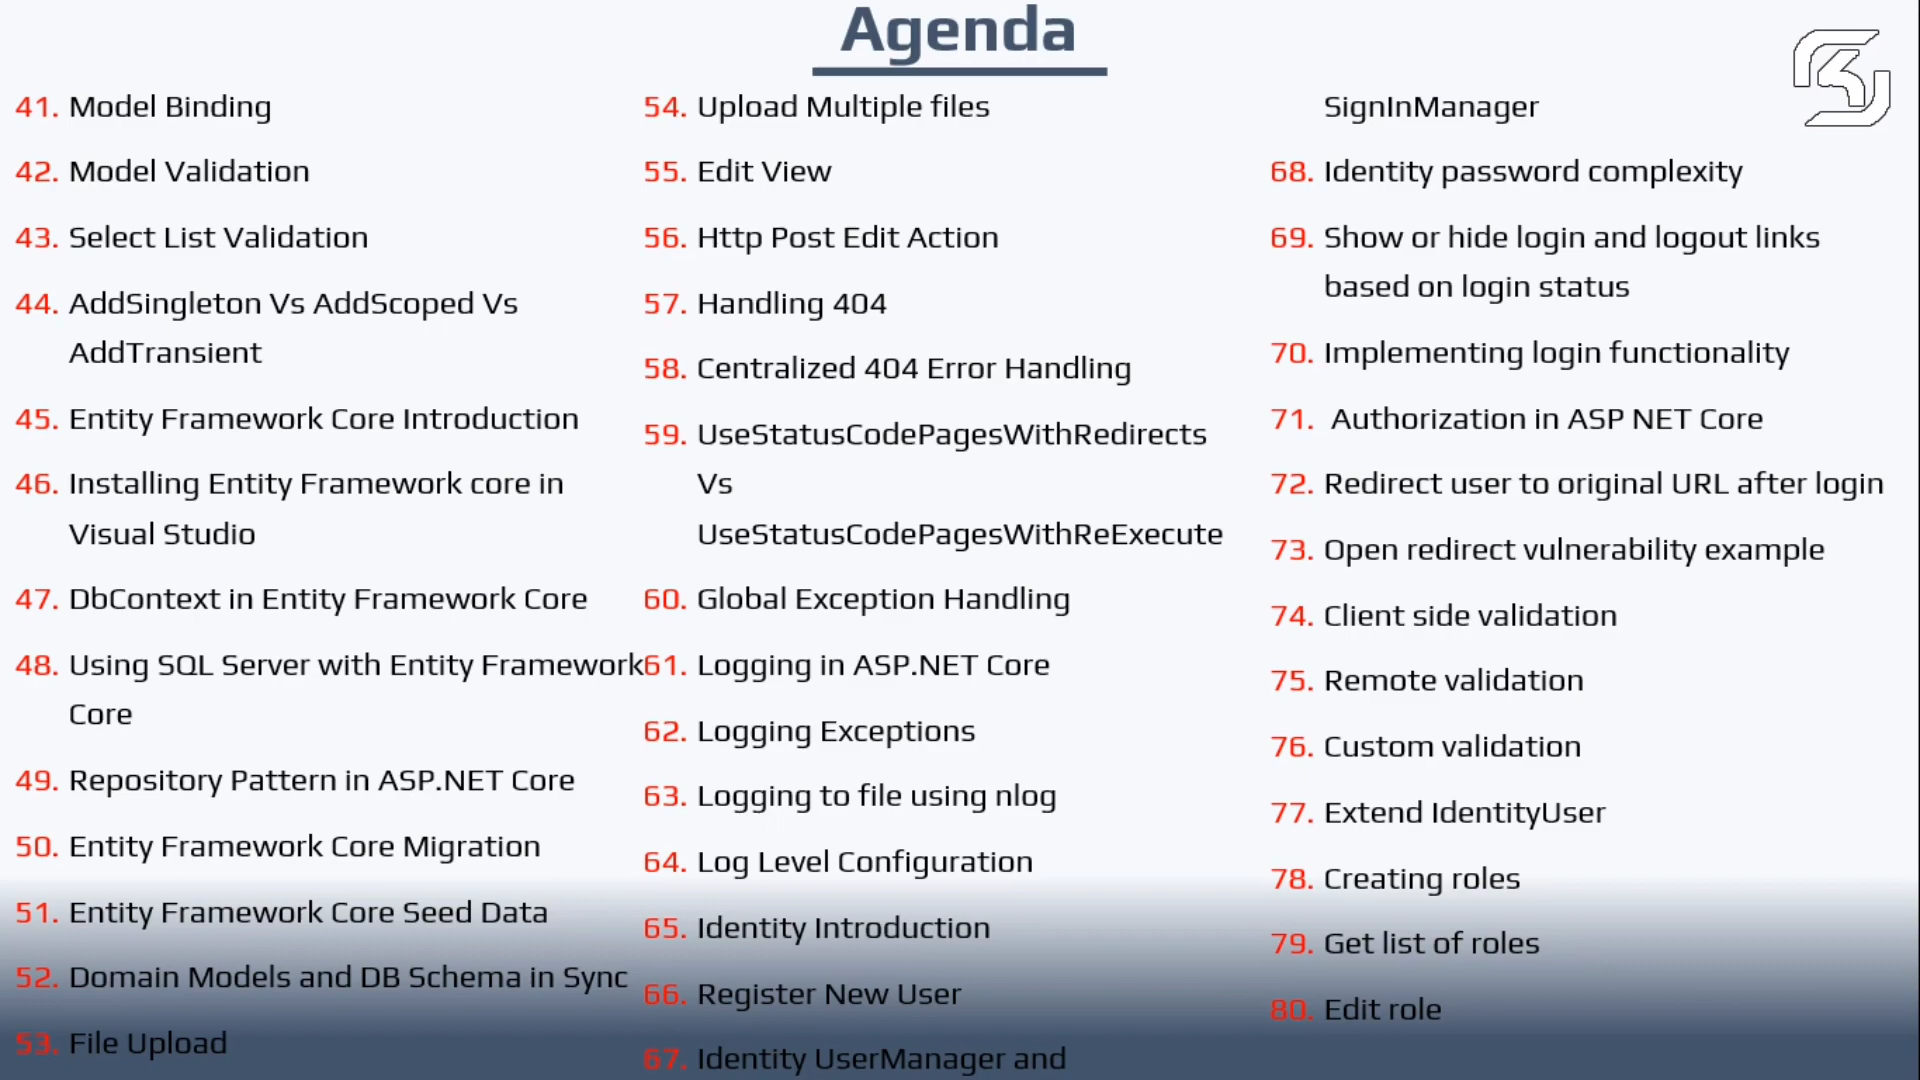 Agenda
41. Model Binding
42. Model Validation
43. Select List Validation
44. AddSingleton Vs AddScoped Vs
AddTransient
45. Entity Framework Core Introduction
46. Installing Entity Framework core in
Visual Studio
47. DbContext in Entity Framework Core
48. Using SQL Server with Entity Framework
Core
49. Repository Pattern in ASP.NET Core
50. Entity Framework Core Migration
51. Entity Framework Core Seed Data
52. Domain Models and DB Schema in Sync
53. File Upload
54. Upload Multiple files
55. Edit View
56. Http Post Edit Action
57. Handling 404
58. Centralized 404 Error Handling
59. UseStatusCodePagesWithRedirects
Vs
UseStatusCodePagesWithReExecute
60. Global Exception Handling
61. Logging in ASP.NET Core
62. Logging Exceptions
63. Logging to file using nlog
64. Log Level Configuration
65. Identity Introduction
66. Register New User
67. Identity UserManager and
SignInManager
68. Identity password complexity
69. Show or hide login and logout links
based on login status
70. Implementing login functionality
71. Authorization in ASP NET Core
72. Redirect user to original URL after login
73. Open redirect vulnerability example
74. Client side validation
75. Remote validation
76. Custom validation
77. Extend IdentityUser
78. Creating roles
79. Get list of roles
80. Edit role